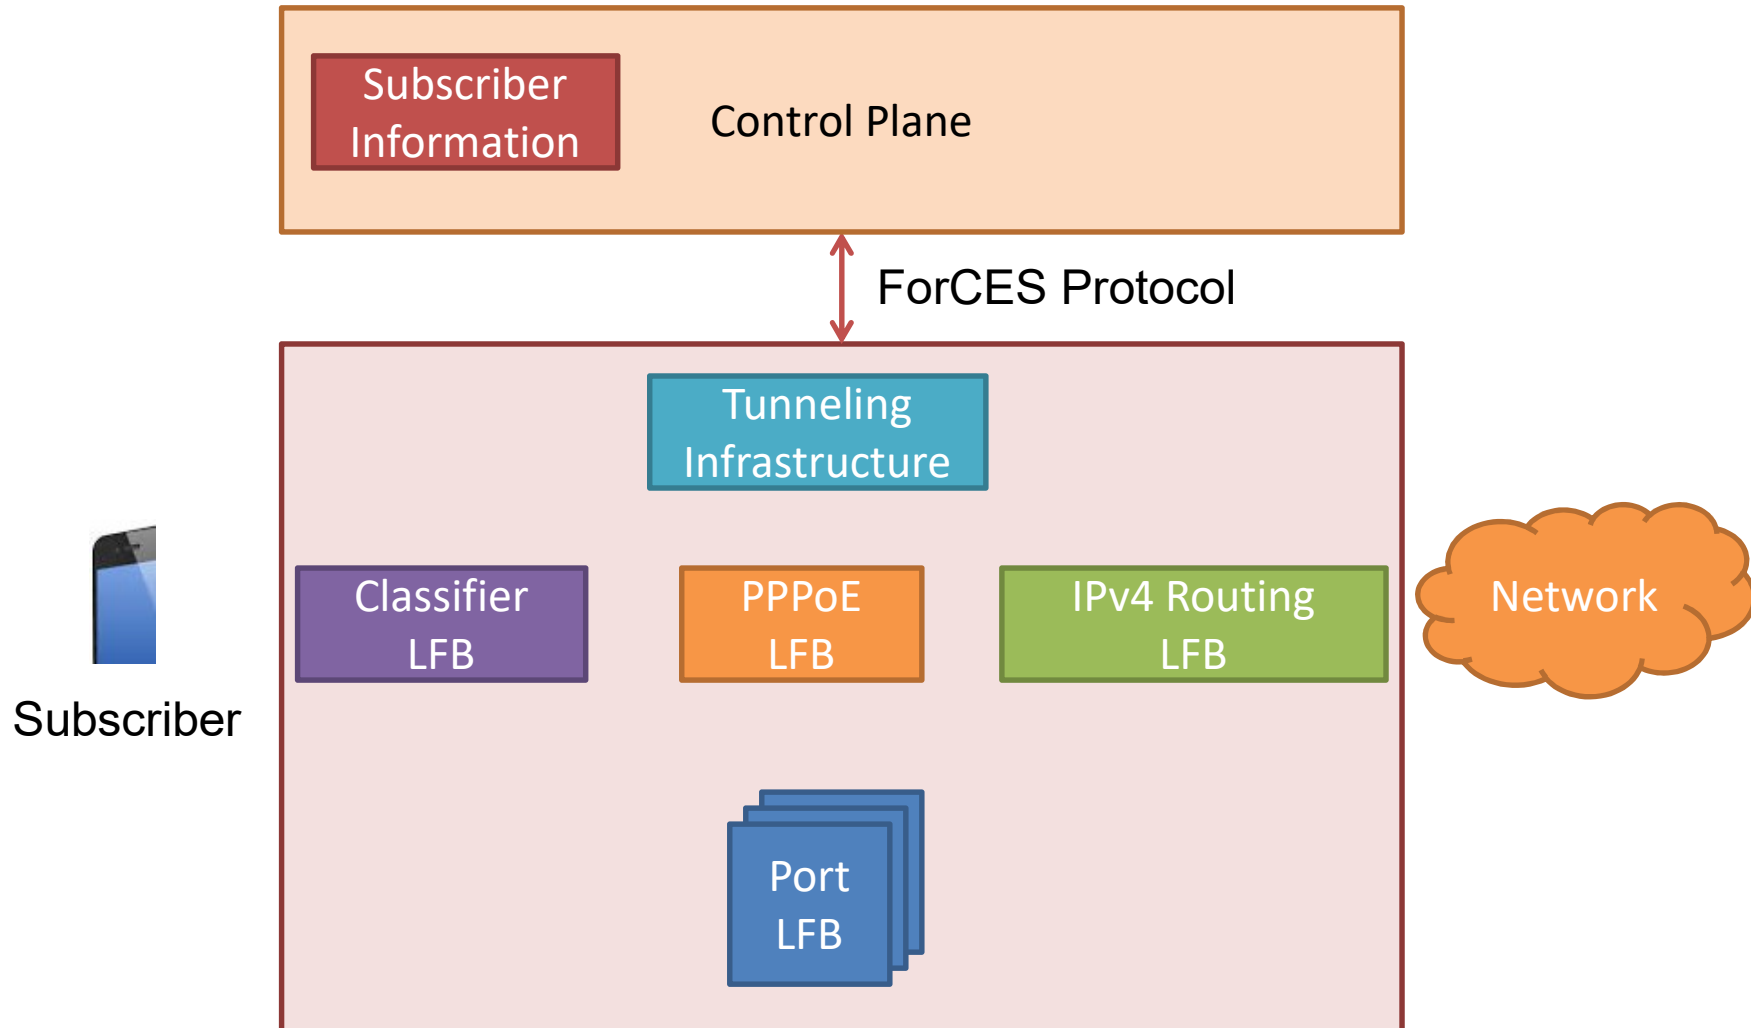 Subscriber
Information
Control Plane
ForCES Protocol
Tunneling
Infrastructure
Classifier
LFB
PPPoE
LFB
IPv4 Routing
LFB
Network
Subscriber
Port
LFB